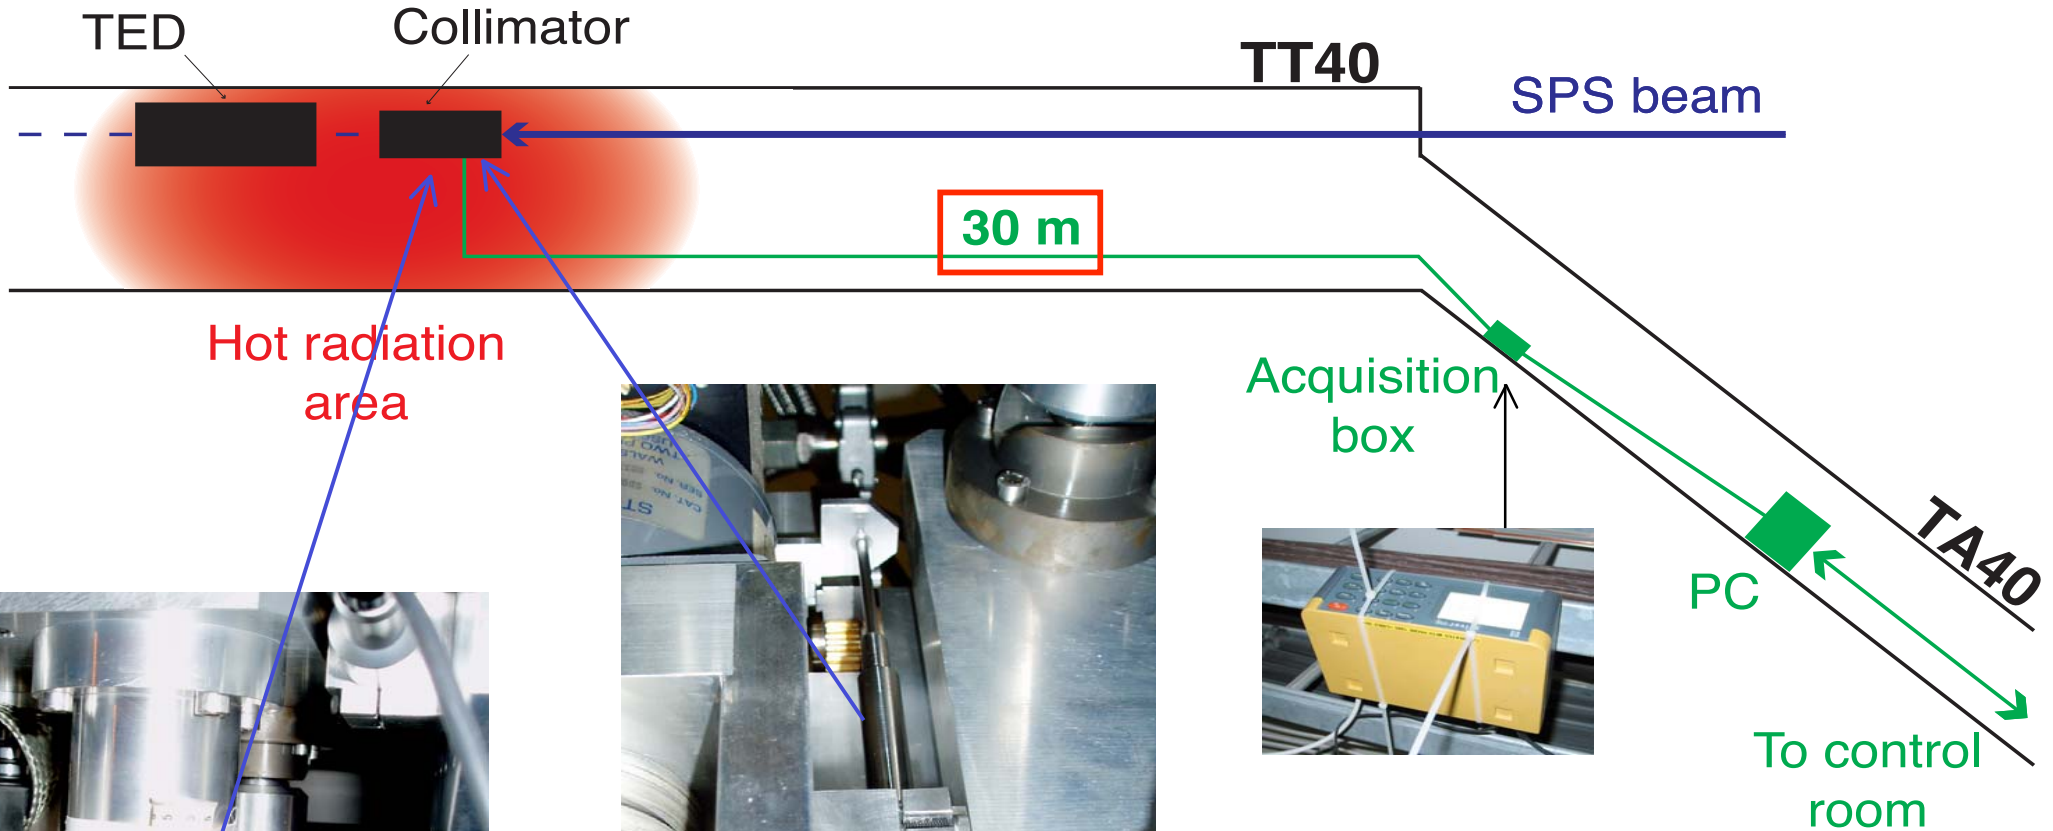 TED
Collimator
TT40
SPS beam
30 m
Hot radiation
area
Acquisition
box
TA40
PC
To control
room